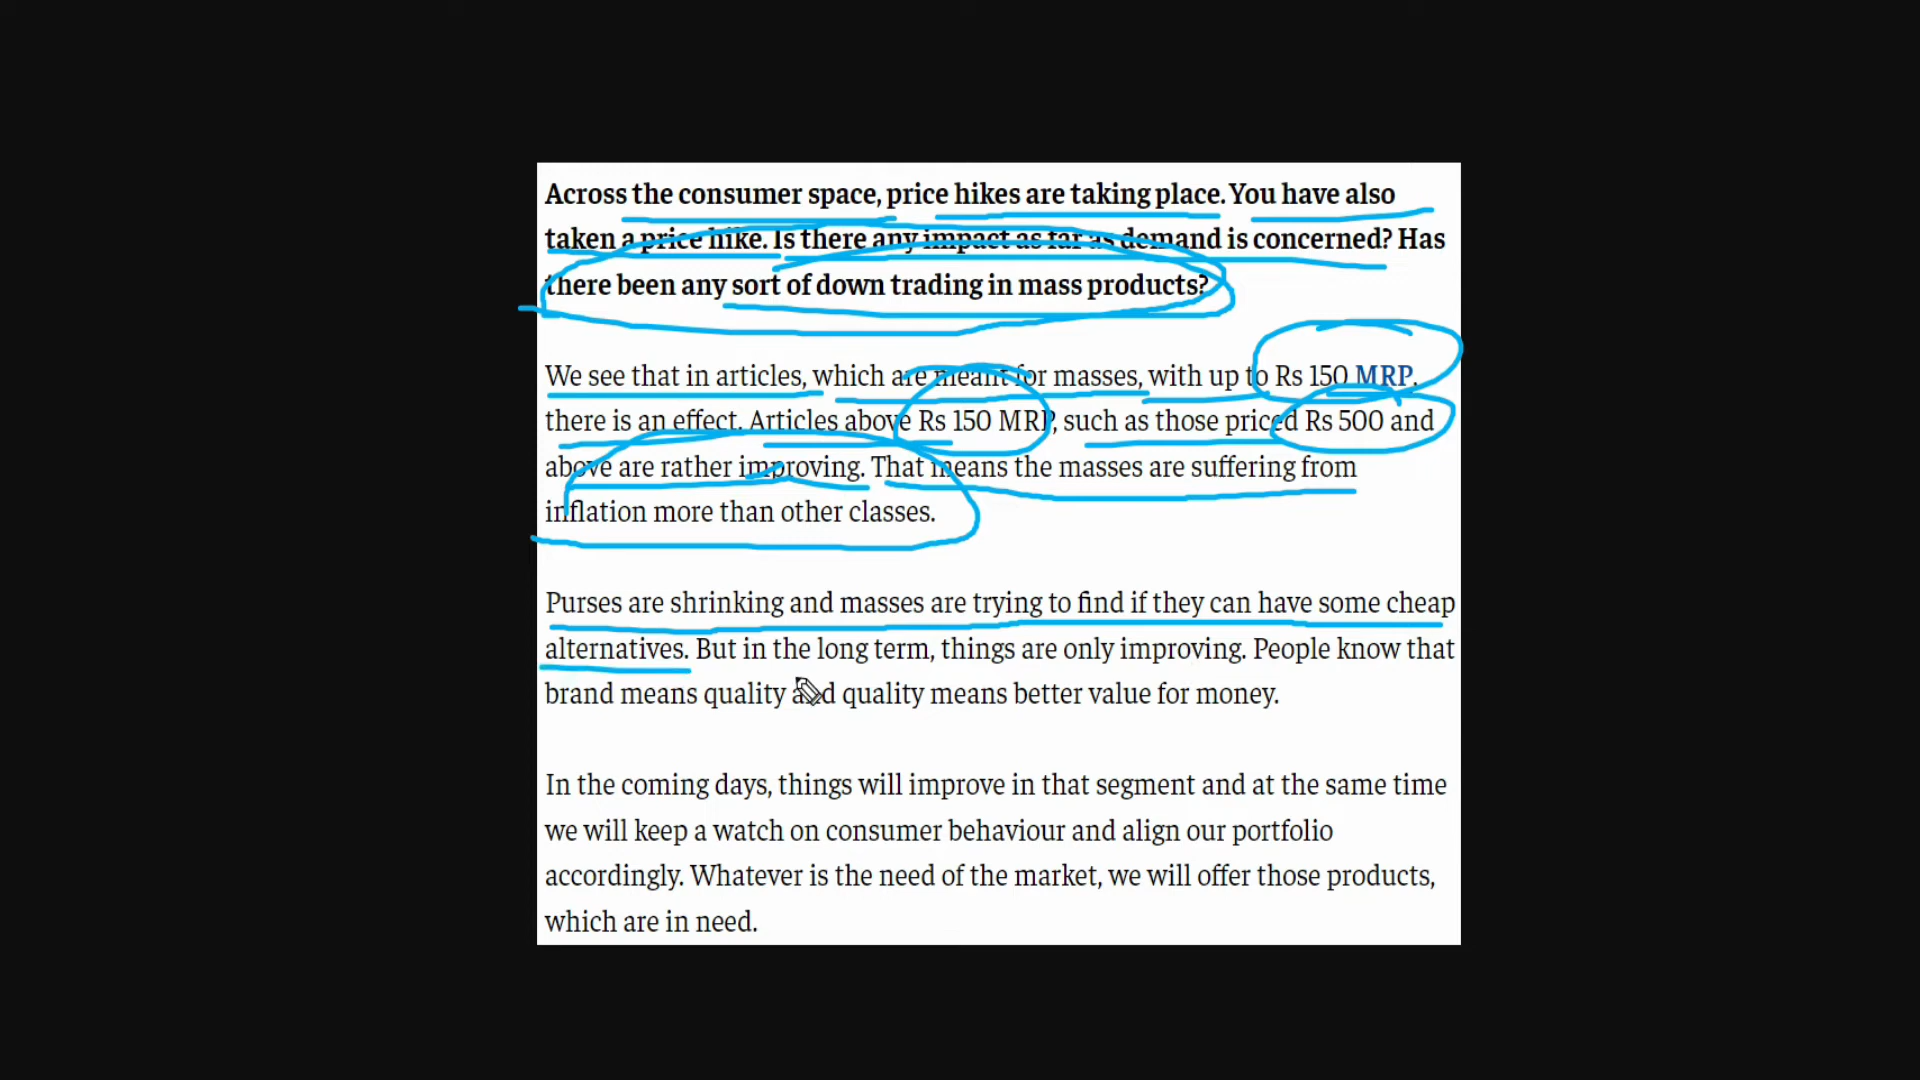 Across the consumer space, price hikes are taking place. You have also
taken a price hike. Is there any impact as far as demand is concerned? Has
there been any sort of down trading in mass products?
We see that in articles, which are meant for masses, with up to Rs 150 MRP,
there is an effect. Articles above Rs 150 MRP, such as those priced Rs 500 and
above are rather improving. That means the masses are suffering from
inflation more than other classes.
Purses are shrinking and masses are trying to find if they can have some cheap
alternatives. But in the long term, things are only improving. People know that
brand means quality and quality means better value for money.
In the coming days, things will improve in that segment and at the same time
we will keep a watch on consumer behaviour and align our portfolio
accordingly. Whatever is the need of the market, we will offer those products,
which are in need.